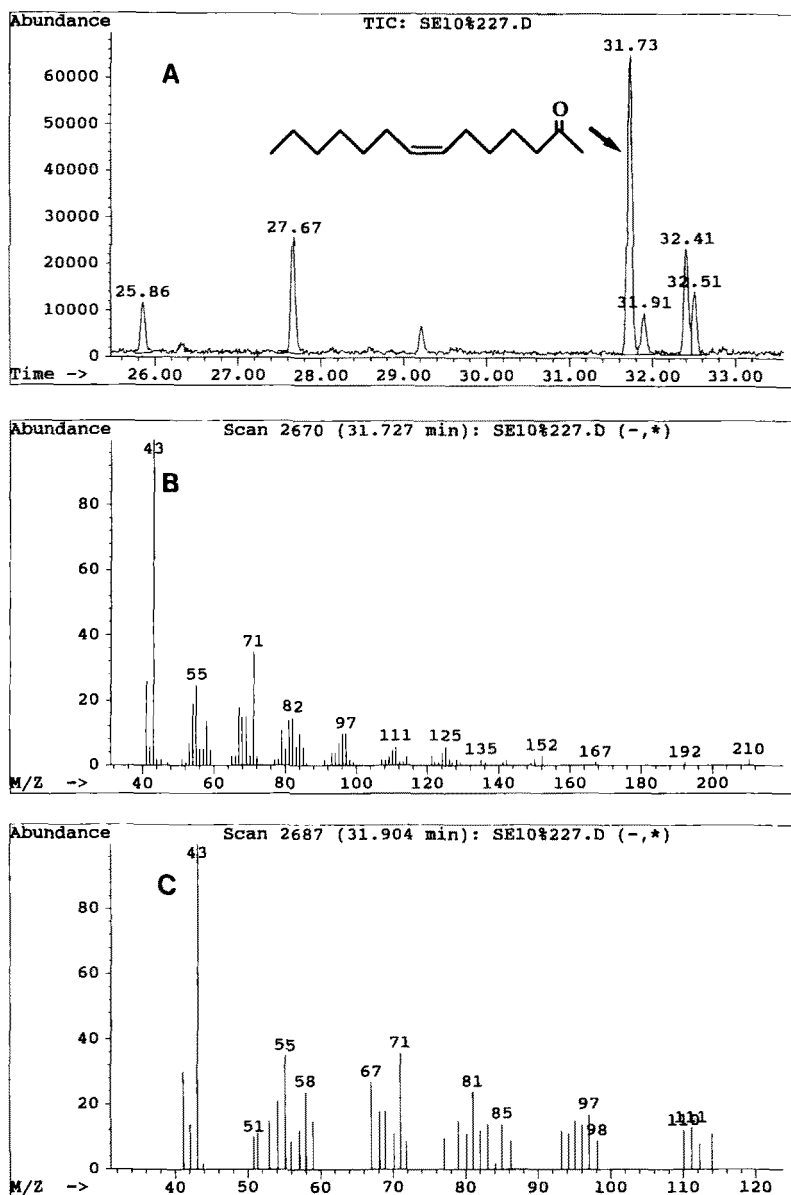 Abundance TIC: SE10%227.D
31.73
60000
A
O
50000
40000
30000
27.67
32.41
20000
25.86
32.51
31.91
10000
0
Time -> 26.00 27.00 28.00 29.00 30.00 31.00 32.00 33.00
Abundance Scan 2670 (31.727 min): SE10%227.D (-,*)
43
B
80
60
40
71
55
20
82
97
111 125 135 152 167 192 210
0
M/Z -> 40 60 80 100 120 140 160 180 200
Abundance Scan 2687 (31.904 min): SE10%227.D (-,*)
43
C
80
60
40
55 71
67
58 81
20
97
85
51 98 110 111
0
M/Z -> 40 50 60 70 80 90 100 110 120